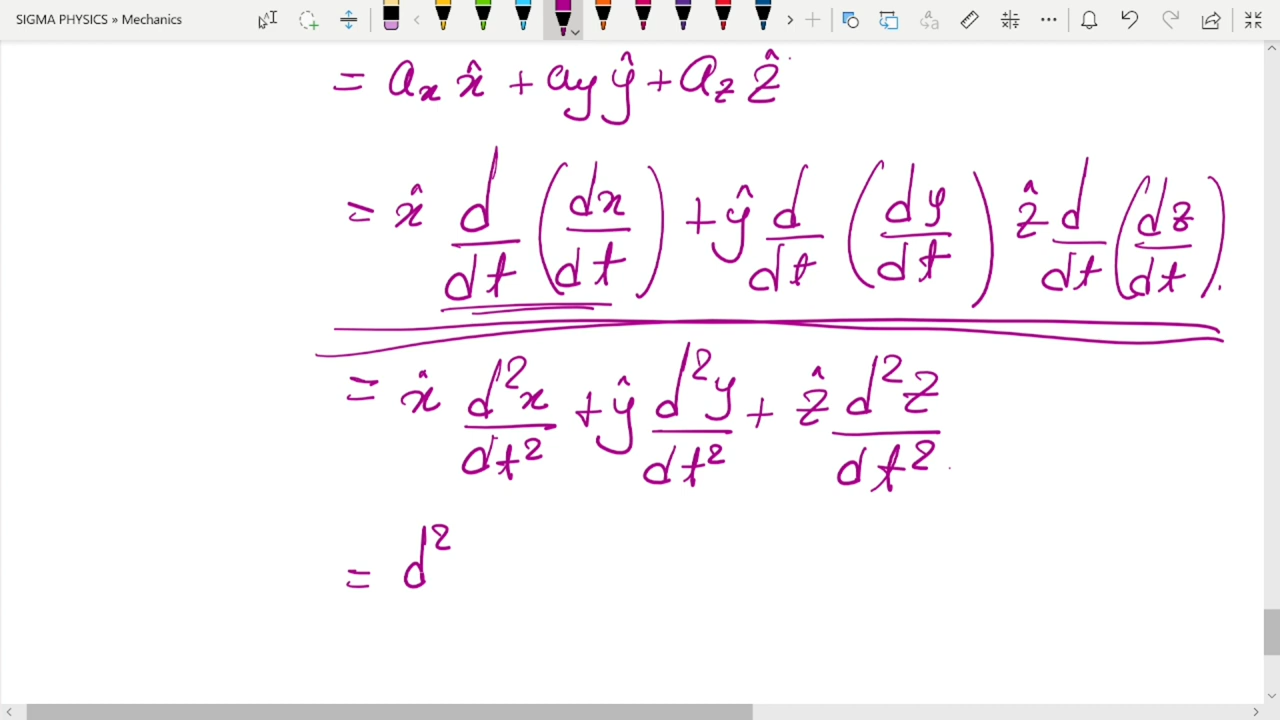 SIGMA PHYSICS » Mechanics
= aₓ x̂ + a_y ŷ + a_z ẑ
= x̂ d/dt (dx/dt) + ŷ d/dt (dy/dt) ẑ d/dt (dz/dt).
= x̂ d²x/dt² + ŷ d²y/dt² + ẑ d²z/dt²
= d²